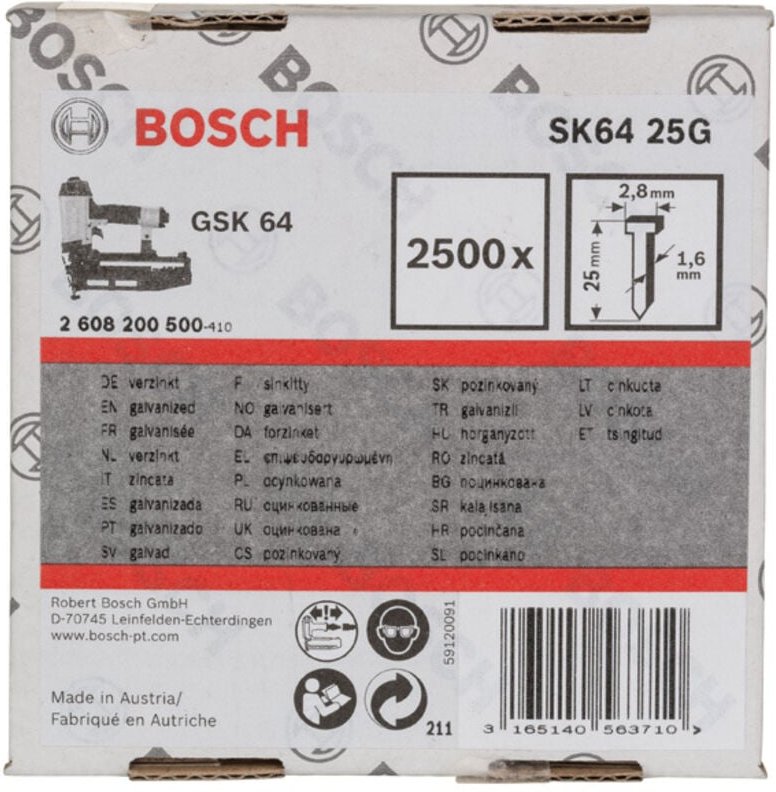 BOSCH
SK64 25G
GSK 64
2500 x
2,8 mm
25 mm
1,6
mm
2 608 200 500-410
DE verzinkt
EN galvanized
FR galvanisée
NL verzinkt
IT zincata
ES galvanizada
PT galvanizado
SV galvad
F sinkitty
NO galvanisert
DA forzinket
EL επιψευδαργυρωμένη
PL ocynkowana
RU оцинкованные
UK оцинкована
CS pozinkovaný
SK pozinkovaný
TR galvanizli
HU horganyzott
RO zincată
BG поцинкована
SR kalajisana
HR pocinčana
SL pocinkano
LT cinkuota
LV cinkota
ET tsingitud
Robert Bosch GmbH
D-70745 Leinfelden-Echterdingen
www.bosch-pt.com
Made in Austria/
Fabriqué en Autriche
59120091
211
3 165140 563710 >